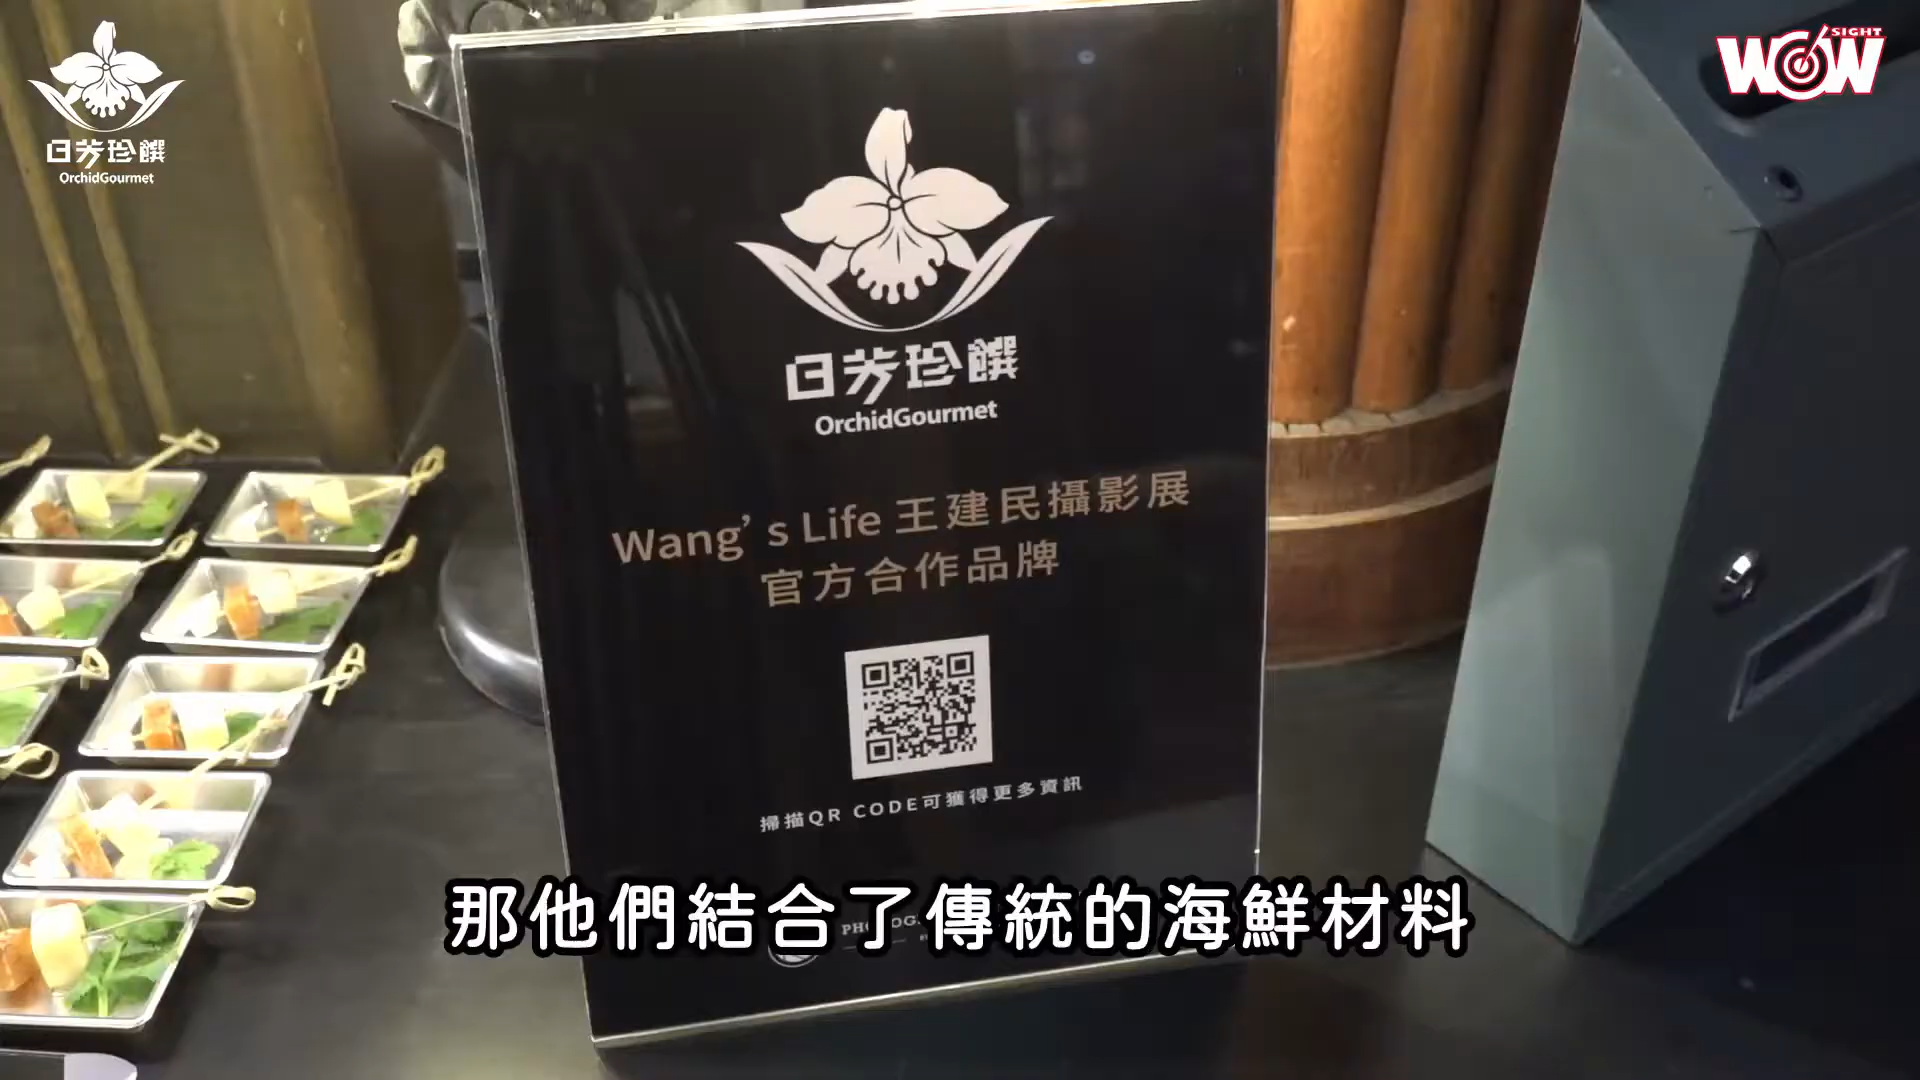 日芳珍饌
OrchidGourmet
WOW SIGHT
日芳珍饌
OrchidGourmet
Wang's Life 王建民攝影展
官方合作品牌
掃描QR CODE可獲得更多資訊
那他們結合了傳統的海鮮材料